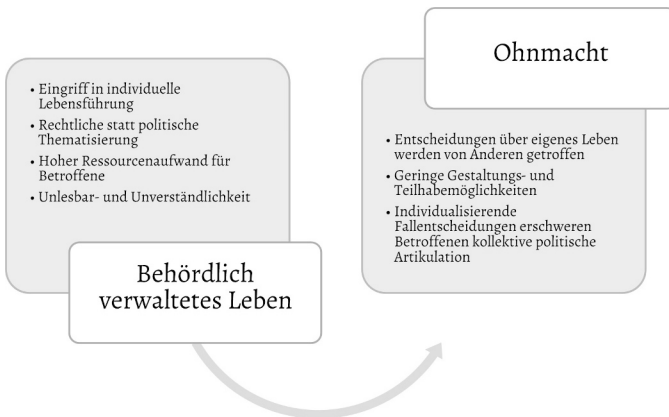 • Eingriff in individuelle
Lebensführung
• Rechtliche statt politische
Thematisierung
• Hoher Ressourcenaufwand für
Betroffene
• Unlesbar- und Unverständlichkeit
Behördlich
verwaltetes Leben
Ohnmacht
• Entscheidungen über eigenes Leben
werden von Anderen getroffen
• Geringe Gestaltungs- und
Teilhabemöglichkeiten
• Individualisierende
Fallentscheidungen erschweren
Betroffenen kollektive politische
Artikulation